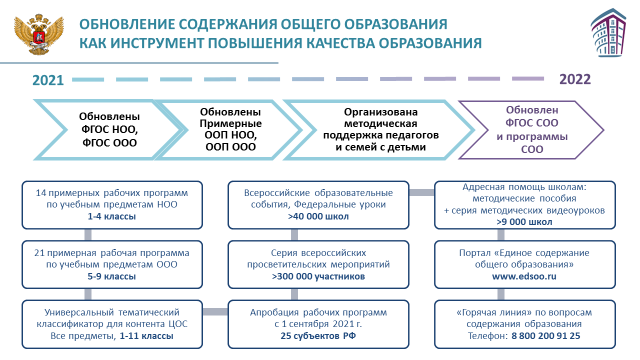 ОБНОВЛЕНИЕ СОДЕРЖАНИЯ ОБЩЕГО ОБРАЗОВАНИЯ
КАК ИНСТРУМЕНТ ПОВЫШЕНИЯ КАЧЕСТВА ОБРАЗОВАНИЯ
2021
2022
Обновлены
ФГОС НОО,
ФГОС ООО
Обновлены
Примерные
ООП НОО,
ООП ООО
Организована
методическая
поддержка педагогов
и семей с детьми
Обновлен
ФГОС СОО
и программы
СОО
14 примерных рабочих программ
по учебным предметам НОО
1-4 классы
Всероссийские образовательные
события, Федеральные уроки
>40 000 школ
Адресная помощь школам:
методические пособия
+ серия методических видеоуроков
>9 000 школ
21 примерная рабочая программа
по учебным предметам ООО
5-9 классы
Серия всероссийских
просветительских мероприятий
>300 000 участников
Портал «Единое содержание
общего образования»
www.edsoo.ru
Универсальный тематический
классификатор для контента ЦОС
Все предметы, 1-11 классы
Апробация рабочих программ
с 1 сентября 2021 г.
25 субъектов РФ
«Горячая линия» по вопросам
содержания образования
Телефон: 8 800 200 91 25